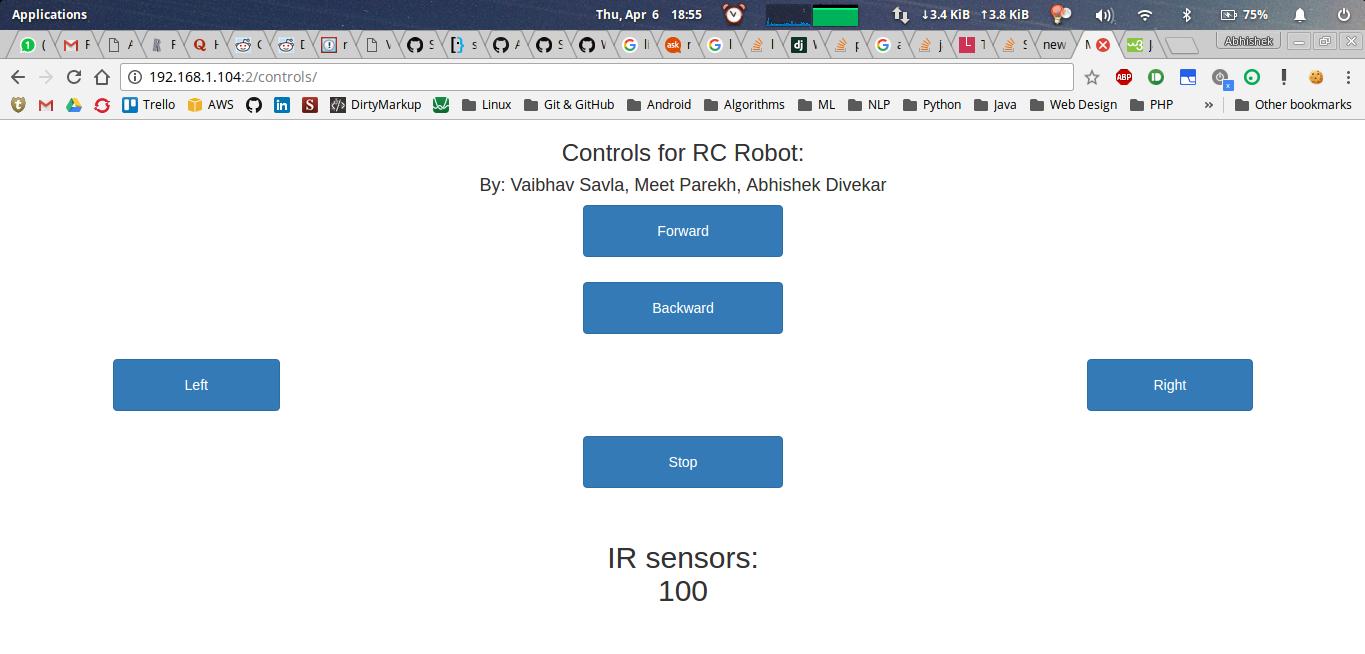 Applications
Thu, Apr 6 18:55
↓3.4 KiB ↑3.8 KiB
75%
Abhishek
192.168.1.104:2/controls/
Trello AWS DirtyMarkup Linux Git & GitHub Android Algorithms ML NLP Python Java Web Design PHP » Other bookmarks
Controls for RC Robot:
By: Vaibhav Savla, Meet Parekh, Abhishek Divekar
Forward
Backward
Left Right
Stop
IR sensors:
100